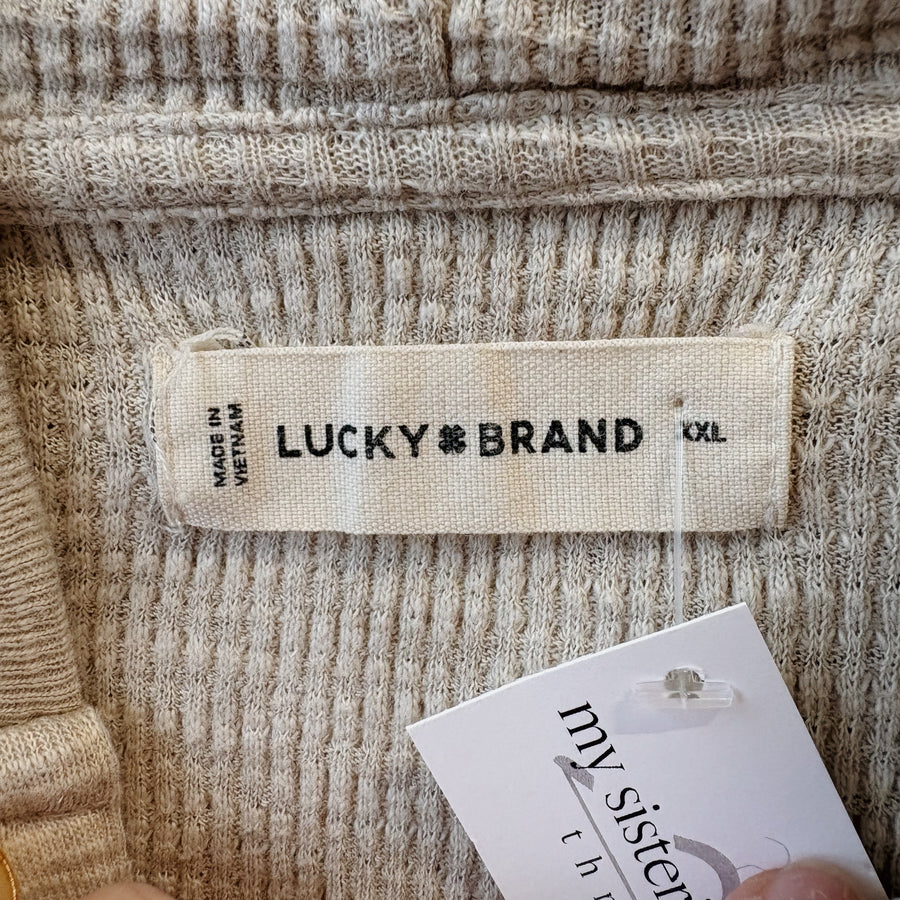 MADE IN
VIETNAM
LUCKY BRAND
XXL
my sister
th